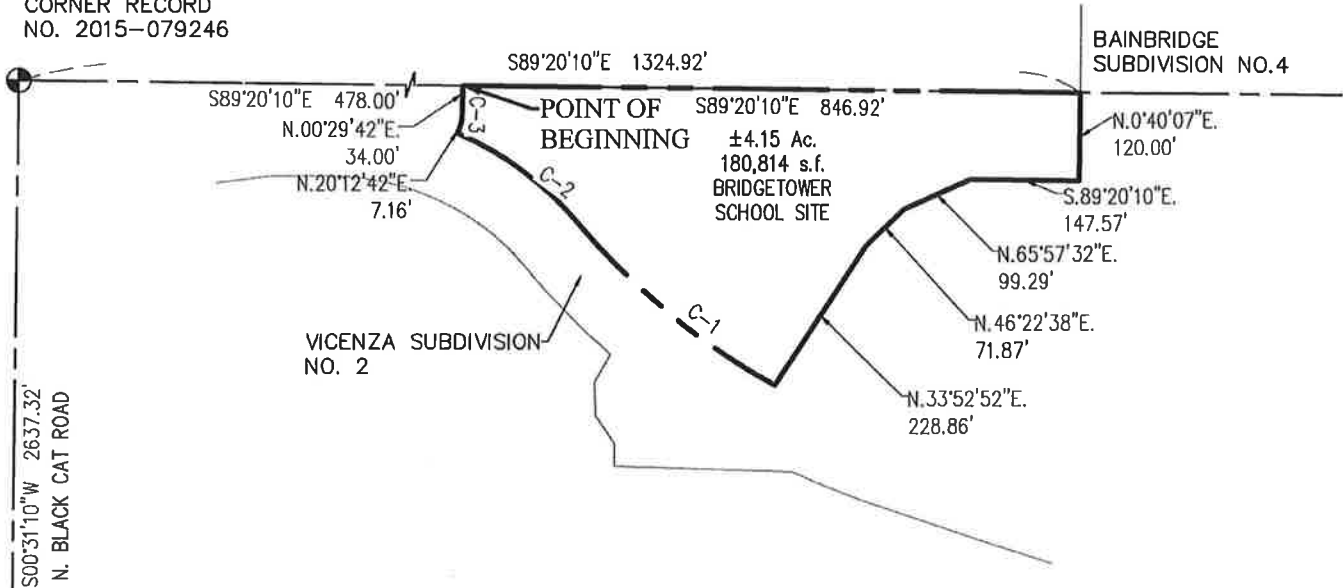 CORNER RECORD
NO. 2015-079246
S89°20'10"E 1324.92'
BAINBRIDGE
SUBDIVISION NO.4
S89°20'10"E 478.00'
N.00°29'42"E.
34.00'
N.20°12'42"E.
7.16'
C-3
POINT OF
BEGINNING
S89°20'10"E 846.92'
±4.15 Ac.
180,814 s.f.
BRIDGETOWER
SCHOOL SITE
N.0°40'07"E.
120.00'
S.89°20'10"E.
147.57'
N.65°57'32"E.
99.29'
N.46°22'38"E.
71.87'
N.33°52'52"E.
228.86'
C-2
C-1
VICENZA SUBDIVISION
NO. 2
S00°31'10"W 2637.32'
N. BLACK CAT ROAD